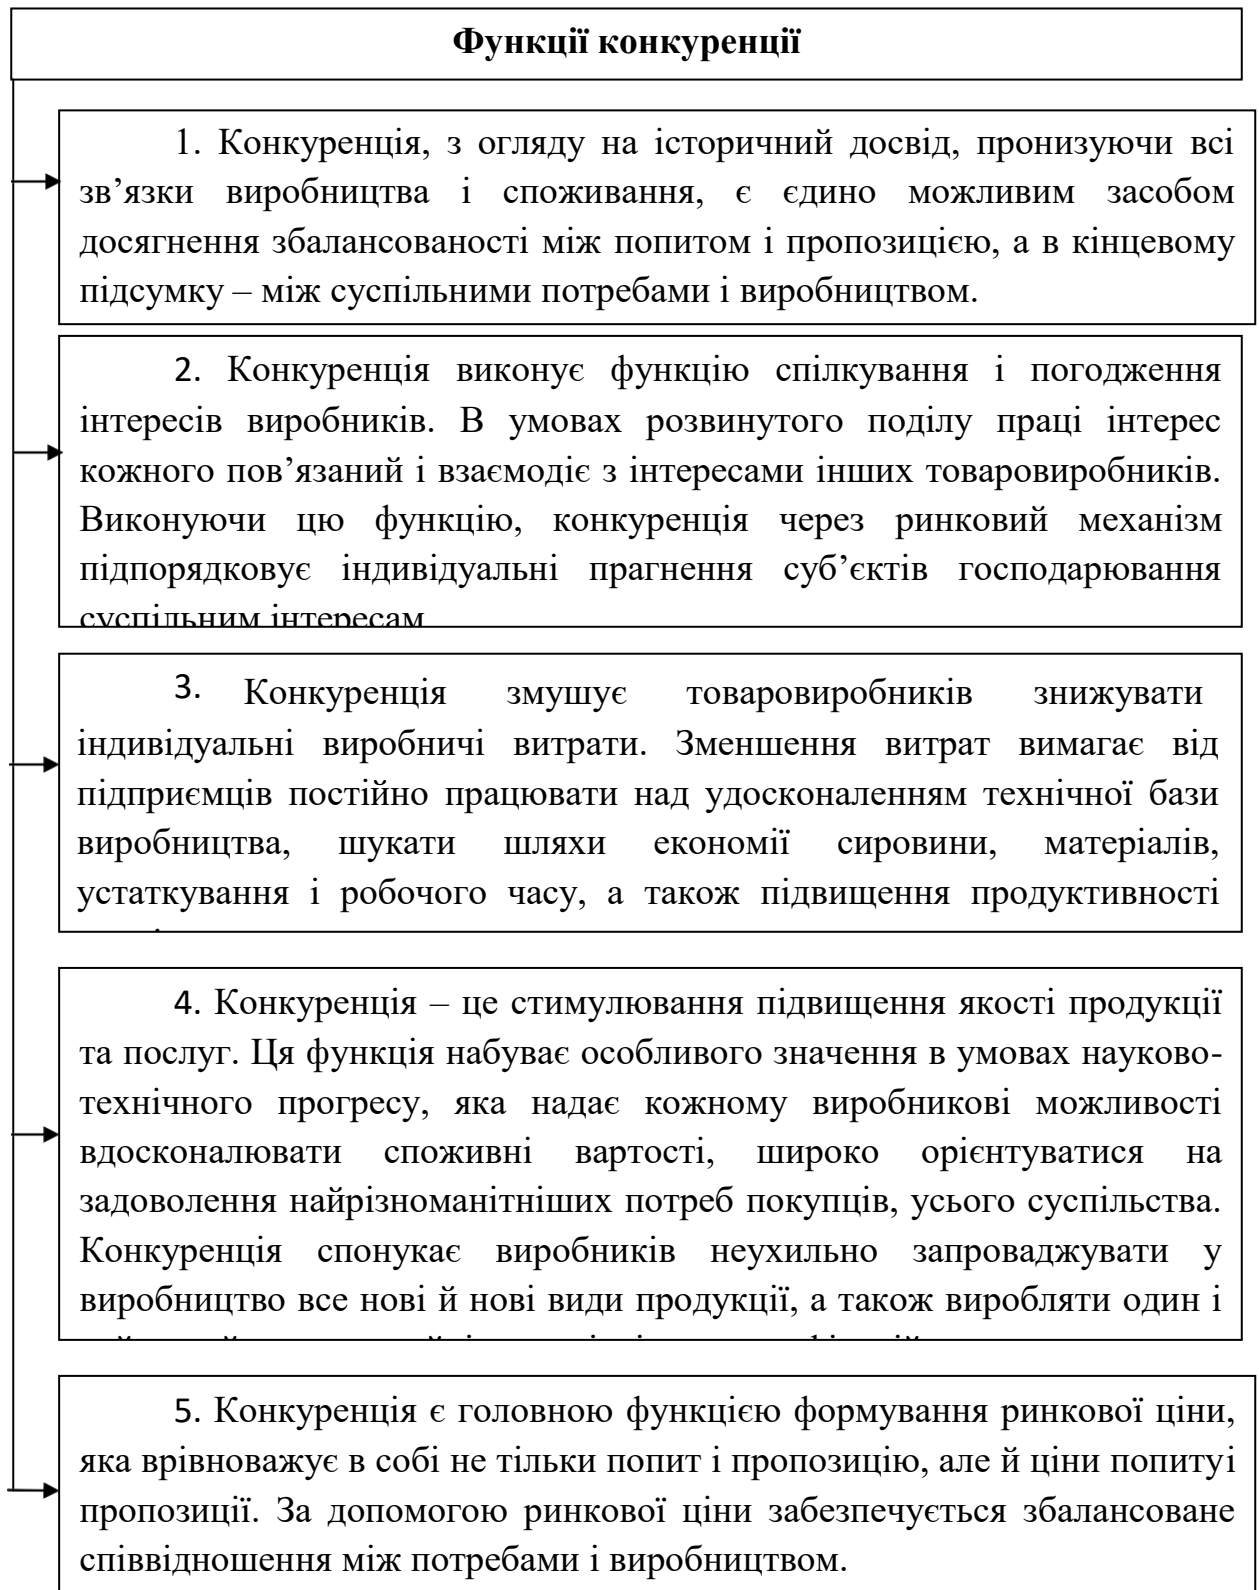 Функції конкуренції
1. Конкуренція, з огляду на історичний досвід, пронизуючи всі
зв’язки виробництва і споживання, є єдино можливим засобом
досягнення збалансованості між попитом і пропозицією, а в кінцевому
підсумку – між суспільними потребами і виробництвом.
2. Конкуренція виконує функцію спілкування і погодження
інтересів виробників. В умовах розвинутого поділу праці інтерес
кожного пов’язаний і взаємодіє з інтересами інших товаровиробників.
Виконуючи цю функцію, конкуренція через ринковий механізм
підпорядковує індивідуальні прагнення суб’єктів господарювання
суспільним інтересам
3. Конкуренція змушує товаровиробників знижувати
індивідуальні виробничі витрати. Зменшення витрат вимагає від
підприємців постійно працювати над удосконаленням технічної бази
виробництва, шукати шляхи економії сировини, матеріалів,
устаткування і робочого часу, а також підвищення продуктивності
4. Конкуренція – це стимулювання підвищення якості продукції
та послуг. Ця функція набуває особливого значення в умовах науково-
технічного прогресу, яка надає кожному виробникові можливості
вдосконалювати споживні вартості, широко орієнтуватися на
задоволення найрізноманітніших потреб покупців, усього суспільства.
Конкуренція спонукає виробників неухильно запроваджувати у
виробництво все нові й нові види продукції, а також виробляти один і
5. Конкуренція є головною функцією формування ринкової ціни,
яка врівноважує в собі не тільки попит і пропозицію, але й ціни попитуі
пропозиції. За допомогою ринкової ціни забезпечується збалансоване
співвідношення між потребами і виробництвом.